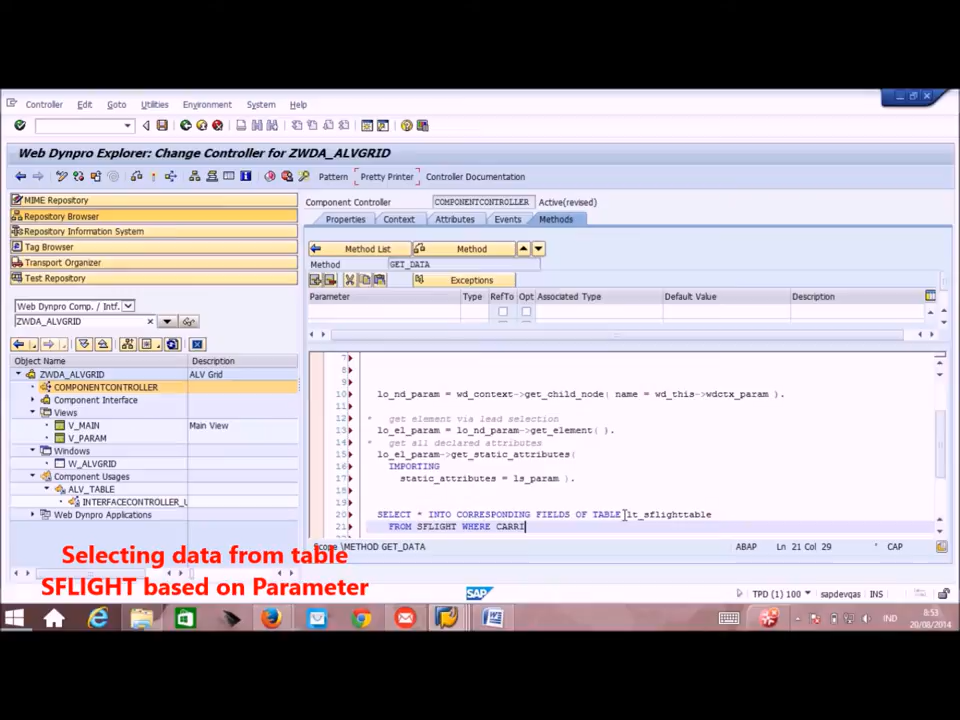 Controller Edit Goto Utilities Environment System Help
Web Dynpro Explorer: Change Controller for ZWDA_ALVGRID
Pattern Pretty Printer Controller Documentation
MIME Repository
Repository Browser
Repository Information System
Tag Browser
Transport Organizer
Test Repository
Web Dynpro Comp. / Intf.
ZWDA_ALVGRID
Object Name Description
ZWDA_ALVGRID ALV Grid
COMPONENTCONTROLLER
Component Interface
Views
V_MAIN Main View
V_PARAM
Windows
W_ALVGRID
Component Usages
ALV_TABLE
INTERFACECONTROLLER_U
Web Dynpro Applications
Component Controller COMPONENTCONTROLLER Active(revised)
Properties Context Attributes Events Methods
Method List Method
Method GET_DATA
Exceptions
Parameter Type RefTo Opt Associated Type Default Value Description
7
8
9
10 lo_nd_param = wd_context->get_child_node( name = wd_this->wdctx_param ).
11
12 * get element via lead selection
13 lo_el_param = lo_nd_param->get_element( ).
14 * get all declared attributes
15 lo_el_param->get_static_attributes(
16 IMPORTING
17 static_attributes = ls_param ).
18
19
20 SELECT * INTO CORRESPONDING FIELDS OF TABLE lt_sflighttable
21 FROM SFLIGHT WHERE CARRI
Scope \METHOD GET_DATA ABAP Ln 21 Col 29 CAP
Selecting data from table
SFLIGHT based on Parameter
SAP TPD (1) 100 sapdevqas INS
IND 8:53
20/08/2014